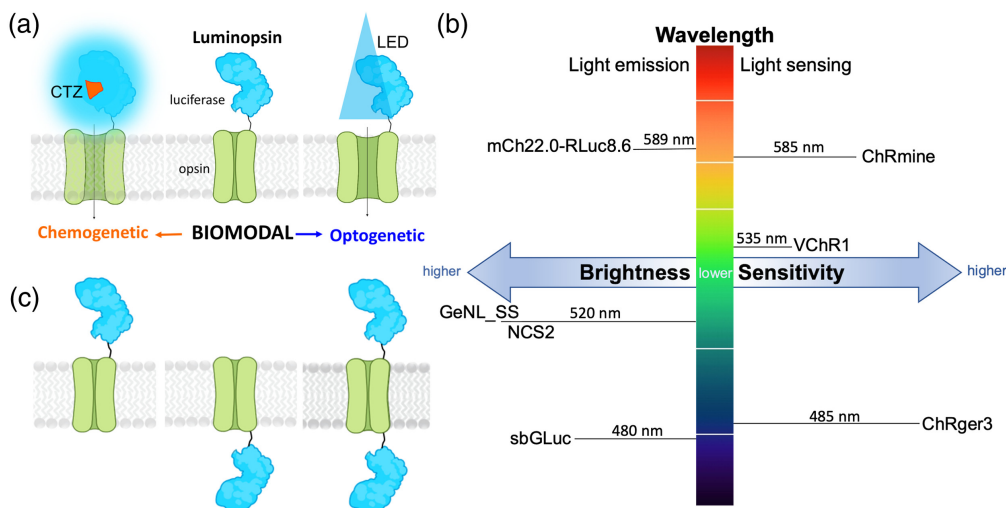 (a)
Luminopsin
LED
CTZ
luciferase
opsin
Chemogenetic
BIOMODAL
Optogenetic
(b)
Wavelength
Light emission
Light sensing
mCh22.0-RLuc8.6
589 nm
585 nm
ChRmine
535 nm
VChR1
higher
Brightness
lower
Sensitivity
higher
GeNL_SS
NCS2
520 nm
485 nm
ChRger3
sbGLuc
480 nm
(c)